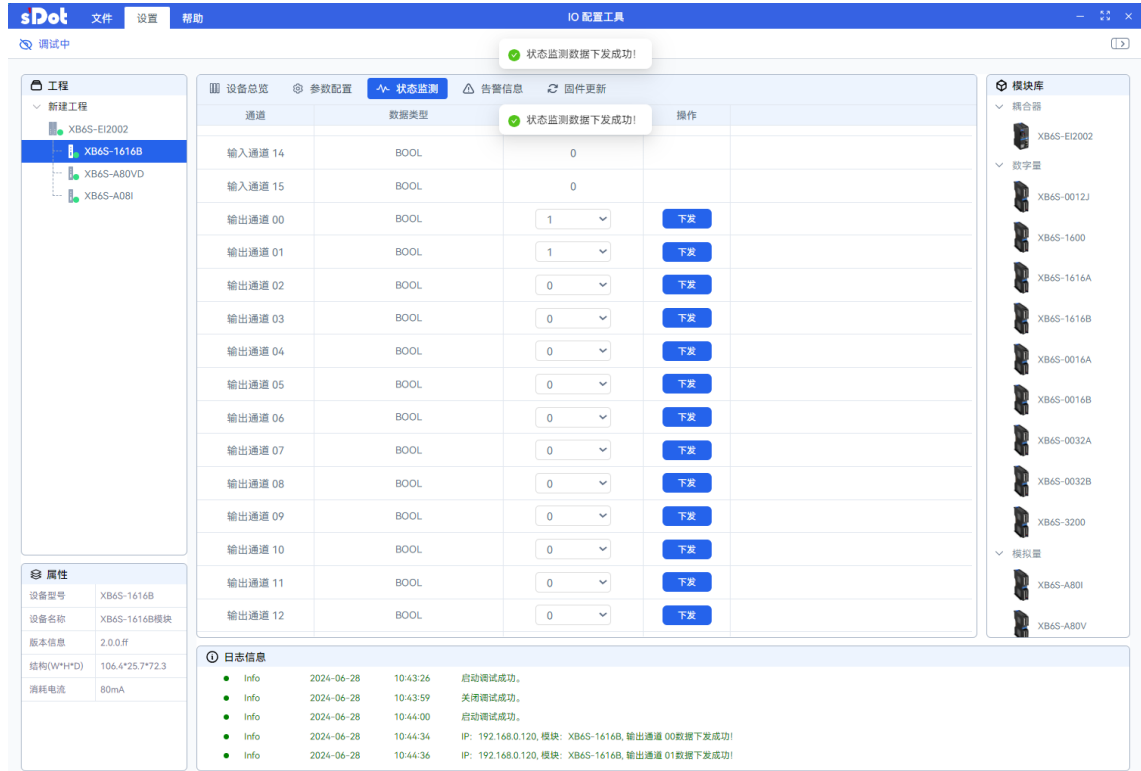 sDot 文件 设置 帮助 IO 配置工具
调试中
状态监测数据下发成功!
工程
新建工程
XB6S-EI2002
XB6S-1616B
XB6S-A80VD
XB6S-A08I
设备总览 参数配置 状态监测 告警信息 固件更新
通道 数据类型 操作
状态监测数据下发成功!
输入通道 14 BOOL 0
输入通道 15 BOOL 0
输出通道 00 BOOL 1 下发
输出通道 01 BOOL 1 下发
输出通道 02 BOOL 0 下发
输出通道 03 BOOL 0 下发
输出通道 04 BOOL 0 下发
输出通道 05 BOOL 0 下发
输出通道 06 BOOL 0 下发
输出通道 07 BOOL 0 下发
输出通道 08 BOOL 0 下发
输出通道 09 BOOL 0 下发
输出通道 10 BOOL 0 下发
输出通道 11 BOOL 0 下发
输出通道 12 BOOL 0 下发
模块库
耦合器
XB6S-EI2002
数字量
XB6S-0012J
XB6S-1600
XB6S-1616A
XB6S-1616B
XB6S-0016A
XB6S-0016B
XB6S-0032A
XB6S-0032B
XB6S-3200
模拟量
XB6S-A80I
XB6S-A80V
属性
设备型号 XB6S-1616B
设备名称 XB6S-1616B模块
版本信息 2.0.0.ff
结构(W*H*D) 106.4*25.7*72.3
消耗电流 80mA
日志信息
Info 2024-06-28 10:43:26 启动调试成功。
Info 2024-06-28 10:43:59 关闭调试成功。
Info 2024-06-28 10:44:00 启动调试成功。
Info 2024-06-28 10:44:34 IP: 192.168.0.120, 模块: XB6S-1616B, 输出通道 00数据下发成功!
Info 2024-06-28 10:44:36 IP: 192.168.0.120, 模块: XB6S-1616B, 输出通道 01数据下发成功!